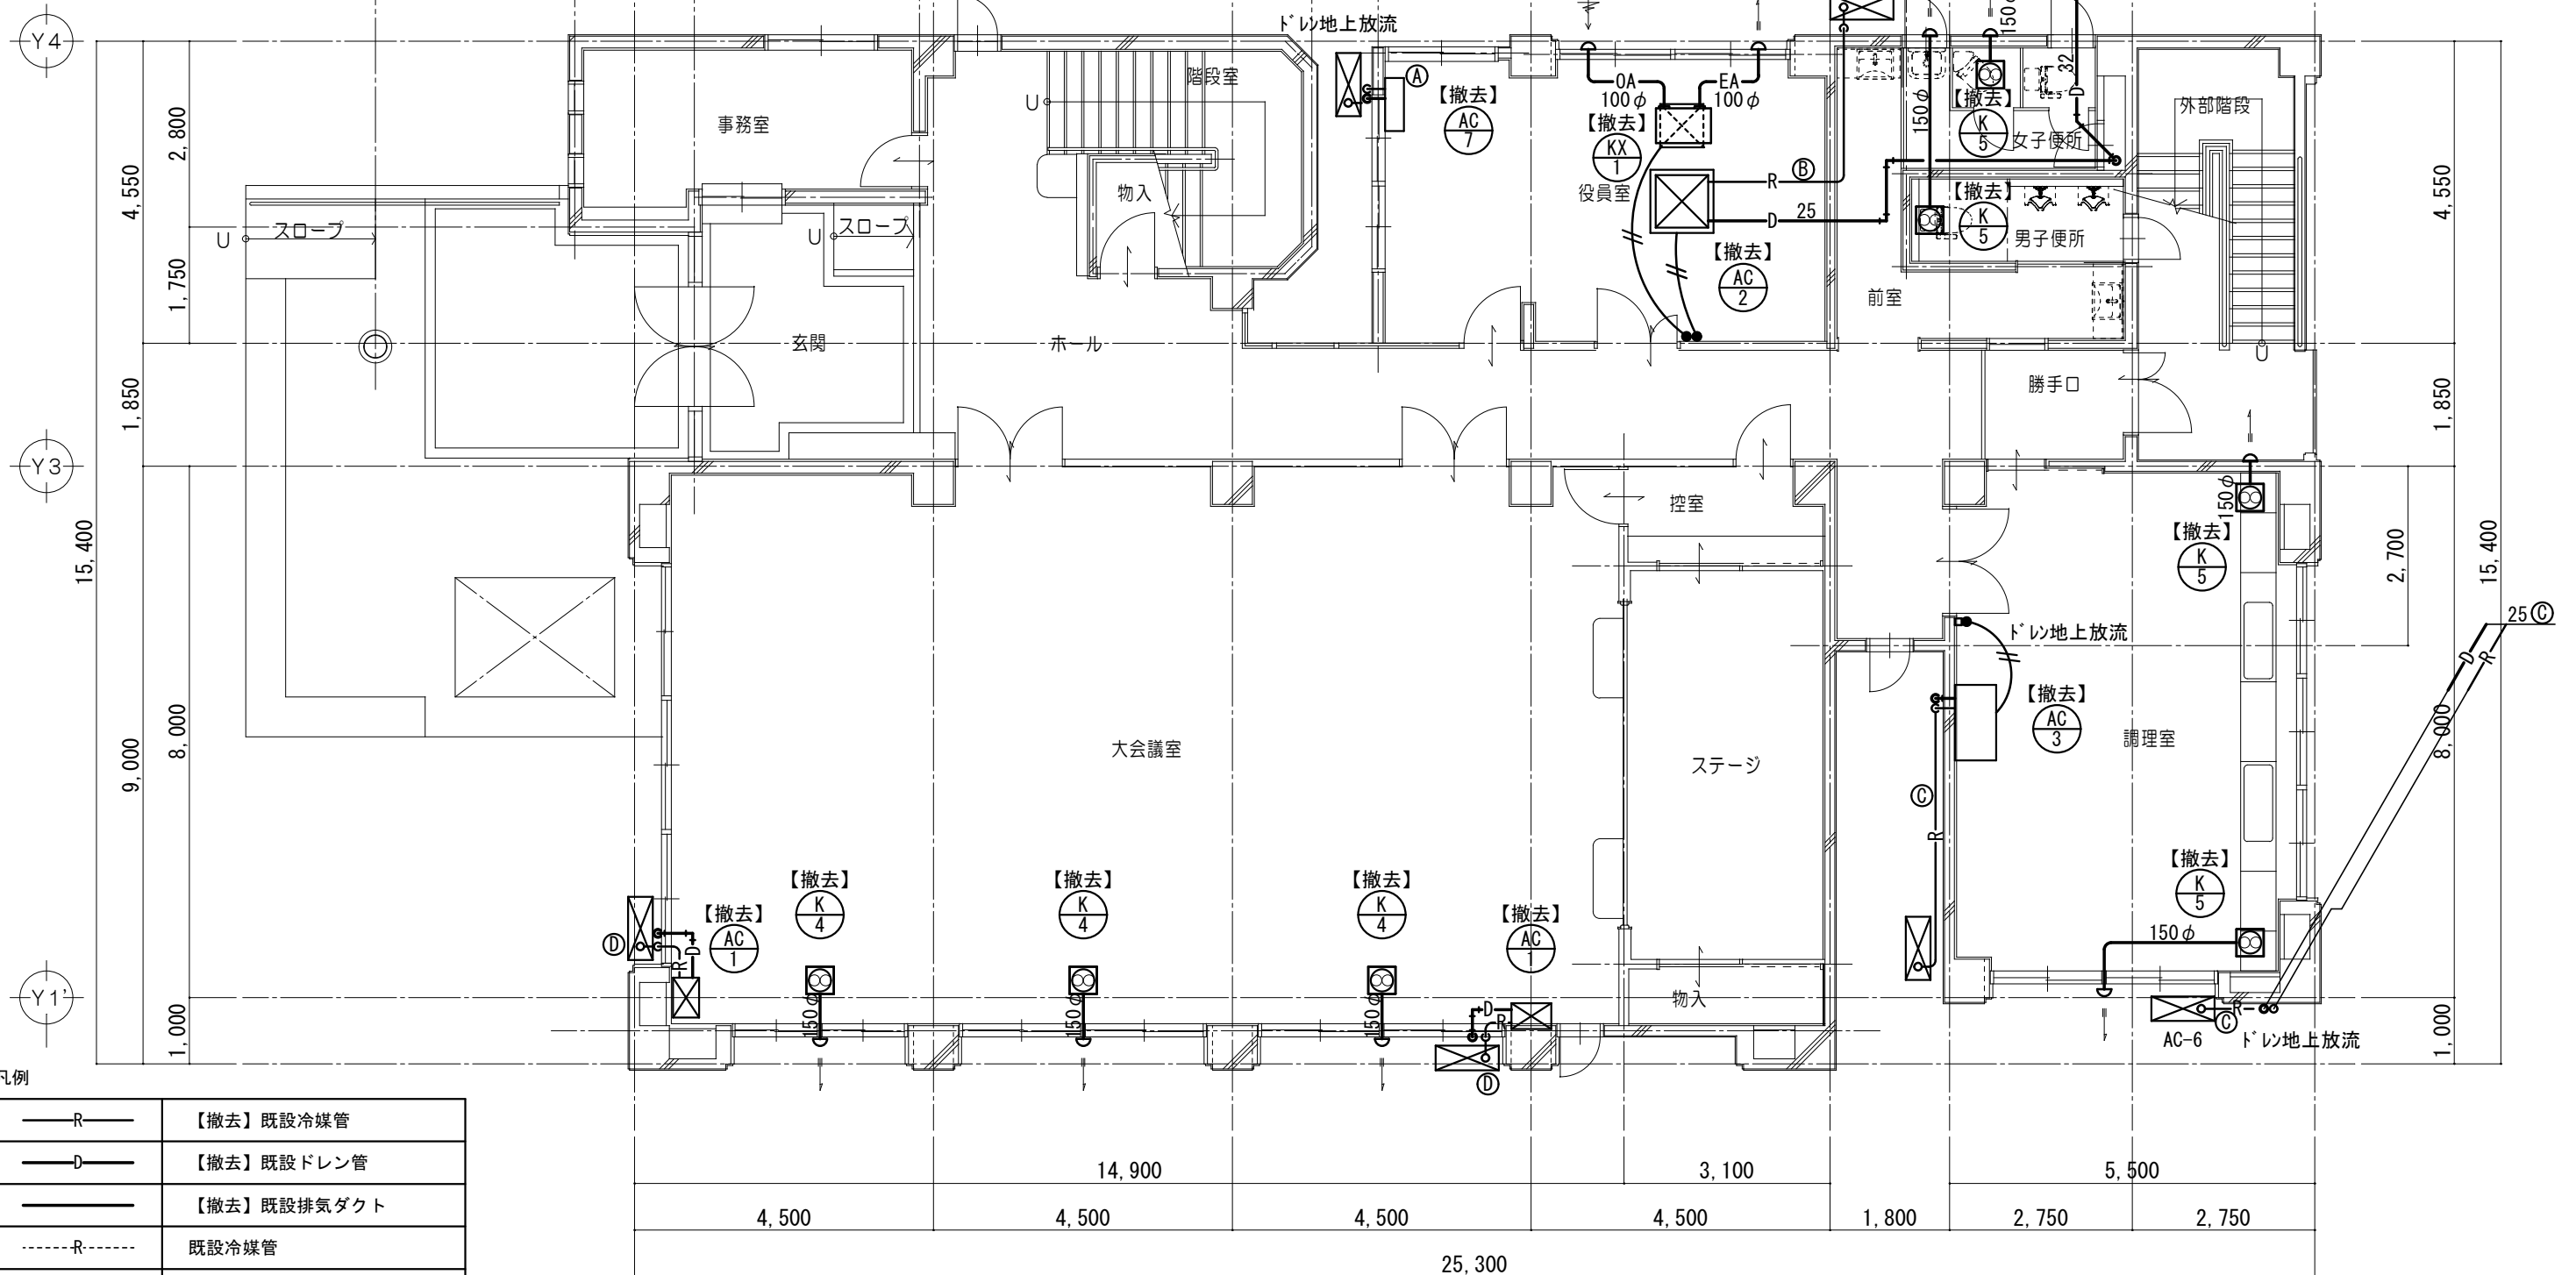 Y4
Y3
Y1'
4,550
2,800
1,750
1,850
15,400
9,000
8,000
1,000
事務室
スロープ
U
スロープ
U
玄関
ホール
階段室
U
物入
ドレン地上放流
A
【撤去】
AC
7
OA
100φ
EA
100φ
【撤去】
KX
1
役員室
R
B
D
25
【撤去】
AC
2
150φ
150φ
32
D
【撤去】
K
5
女子便所
【撤去】
K
5
男子便所
前室
外部階段
U
勝手口
4,550
1,850
2,700
15,400
8,000
1,000
控室
150φ
【撤去】
K
5
ドレン地上放流
25 C
D
R
【撤去】
AC
3
調理室
C
R
大会議室
ステージ
【撤去】
K
5
150φ
C
R
AC-6
ドレン地上放流
D
R
D
【撤去】
AC
1
【撤去】
K
4
150φ
【撤去】
K
4
150φ
【撤去】
K
4
150φ
【撤去】
AC
1
D
R
D
物入
14,900
3,100
5,500
4,500
4,500
4,500
4,500
1,800
2,750
2,750
25,300
凡例
R
【撤去】既設冷媒管
D
【撤去】既設ドレン管
【撤去】既設排気ダクト
R
既設冷媒管